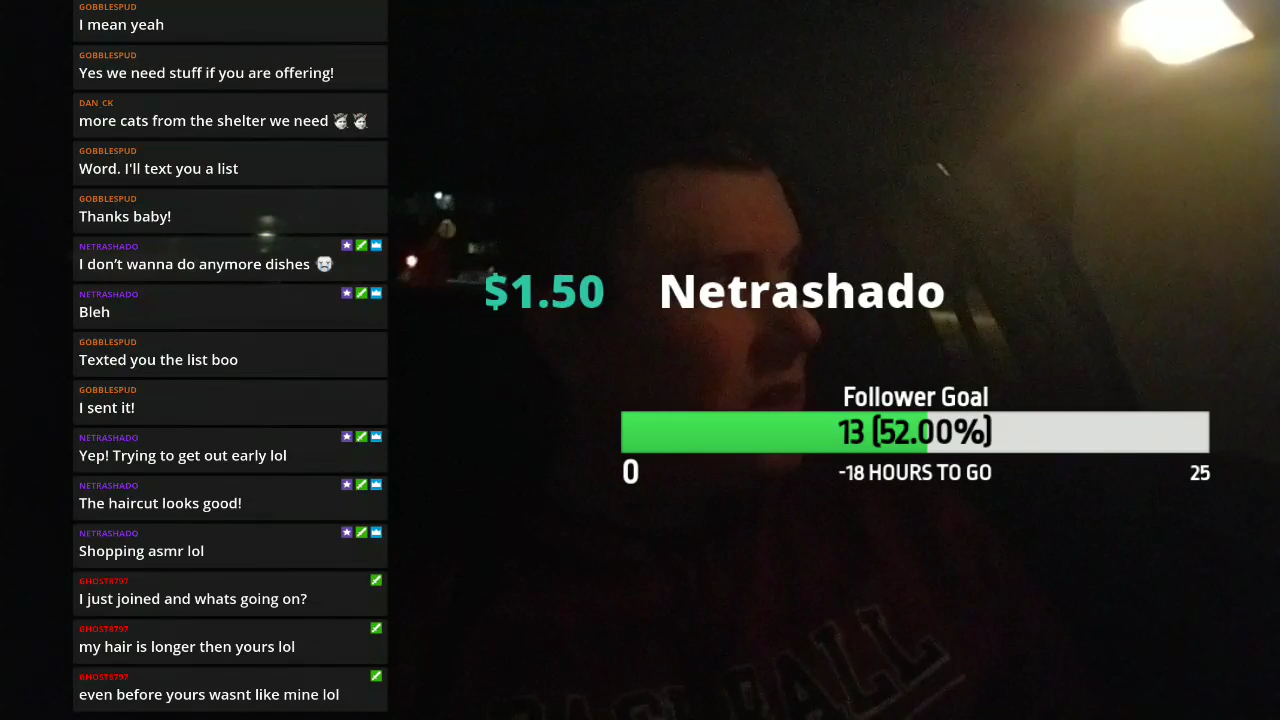 GOBBLESPUD
I mean yeah
GOBBLESPUD
Yes we need stuff if you are offering!
DAN_CK
more cats from the shelter we need
GOBBLESPUD
Word. I'll text you a list
GOBBLESPUD
Thanks baby!
NETRASHADO
I don’t wanna do anymore dishes
NETRASHADO
Bleh
GOBBLESPUD
Texted you the list boo
GOBBLESPUD
I sent it!
NETRASHADO
Yep! Trying to get out early lol
NETRASHADO
The haircut looks good!
NETRASHADO
Shopping asmr lol
GHOST8797
I just joined and whats going on?
GHOST8797
my hair is longer then yours lol
GHOST8797
even before yours wasnt like mine lol
$1.50 Netrashado
Follower Goal
13 (52.00%)
0 -18 HOURS TO GO 25
BASEBALL